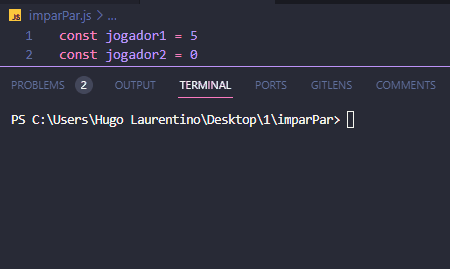 JS imparPar.js > ...
1 const jogador1 = 5
2 const jogador2 = 0
PROBLEMS 2 OUTPUT TERMINAL PORTS GITLENS COMMENTS
PS C:\Users\Hugo Laurentino\Desktop\1\imparPar>